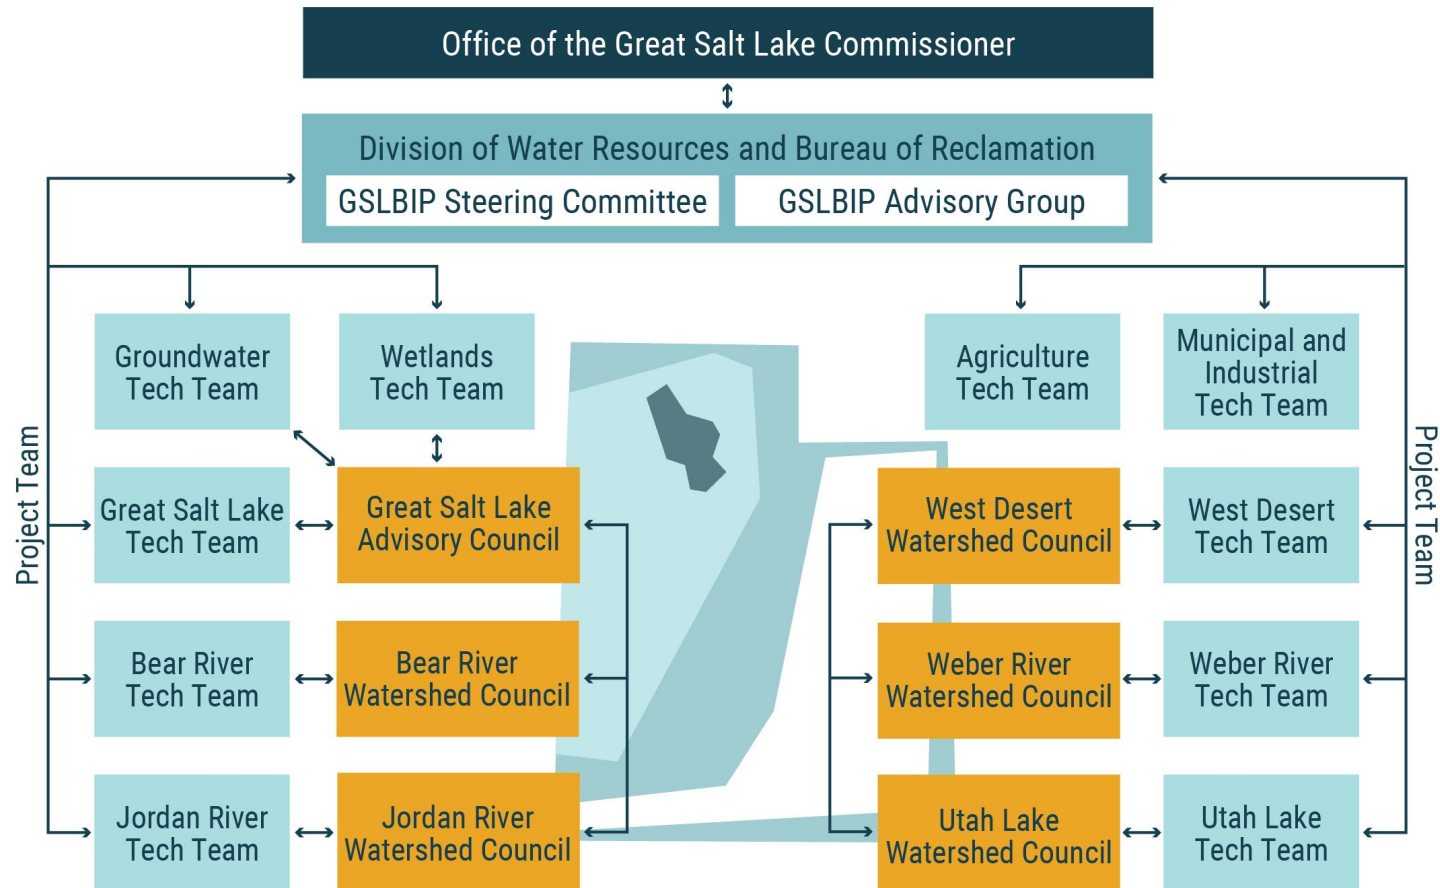 Office of the Great Salt Lake Commissioner
Division of Water Resources and Bureau of Reclamation
GSLBIP Steering Committee
GSLBIP Advisory Group
Project Team
Groundwater
Tech Team
Wetlands
Tech Team
Agriculture
Tech Team
Municipal and
Industrial
Tech Team
Project Team
Great Salt Lake
Tech Team
Great Salt Lake
Advisory Council
West Desert
Watershed Council
West Desert
Tech Team
Bear River
Tech Team
Bear River
Watershed Council
Weber River
Watershed Council
Weber River
Tech Team
Jordan River
Tech Team
Jordan River
Watershed Council
Utah Lake
Watershed Council
Utah Lake
Tech Team